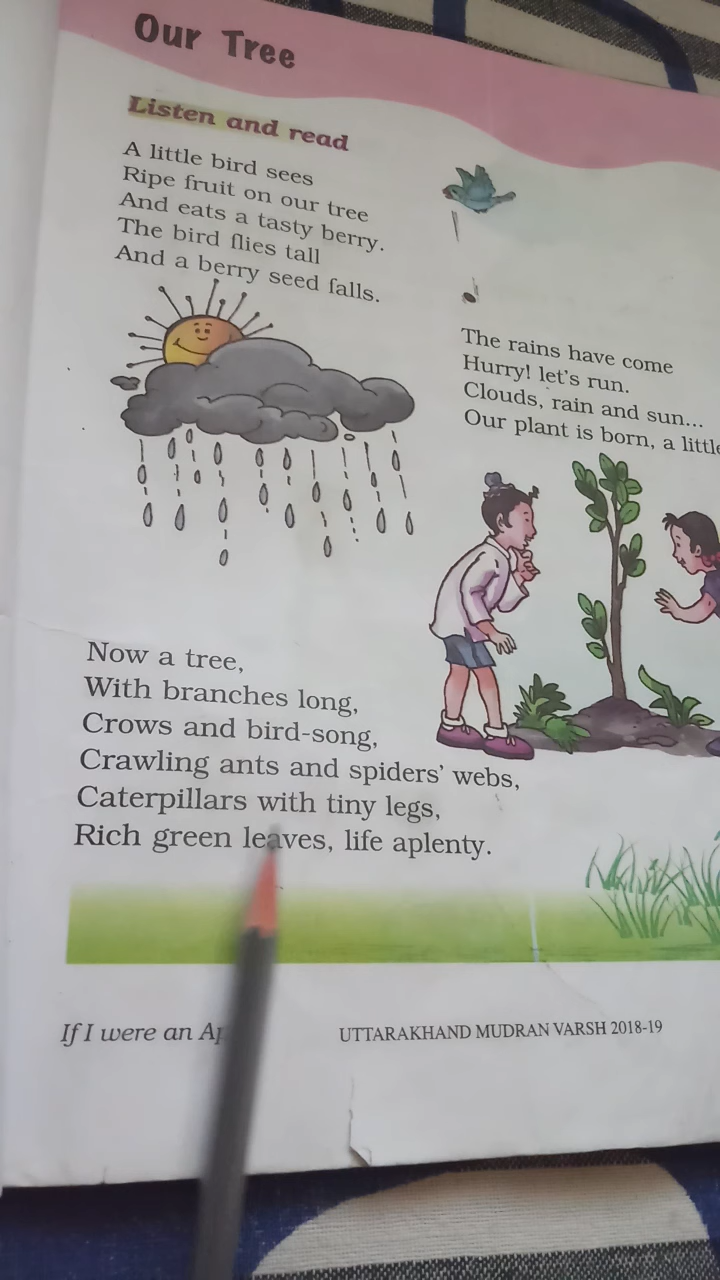 Our Tree
Listen and read
A little bird sees
Ripe fruit on our tree
And eats a tasty berry.
The bird flies tall
And a berry seed falls.
The rains have come
Hurry! let's run.
Clouds, rain and sun...
Our plant is born, a little
Now a tree,
With branches long,
Crows and bird-song,
Crawling ants and spiders' webs,
Caterpillars with tiny legs,
Rich green leaves, life aplenty.
If I were an
UTTARAKHAND MUDRAN VARSH 2018-19